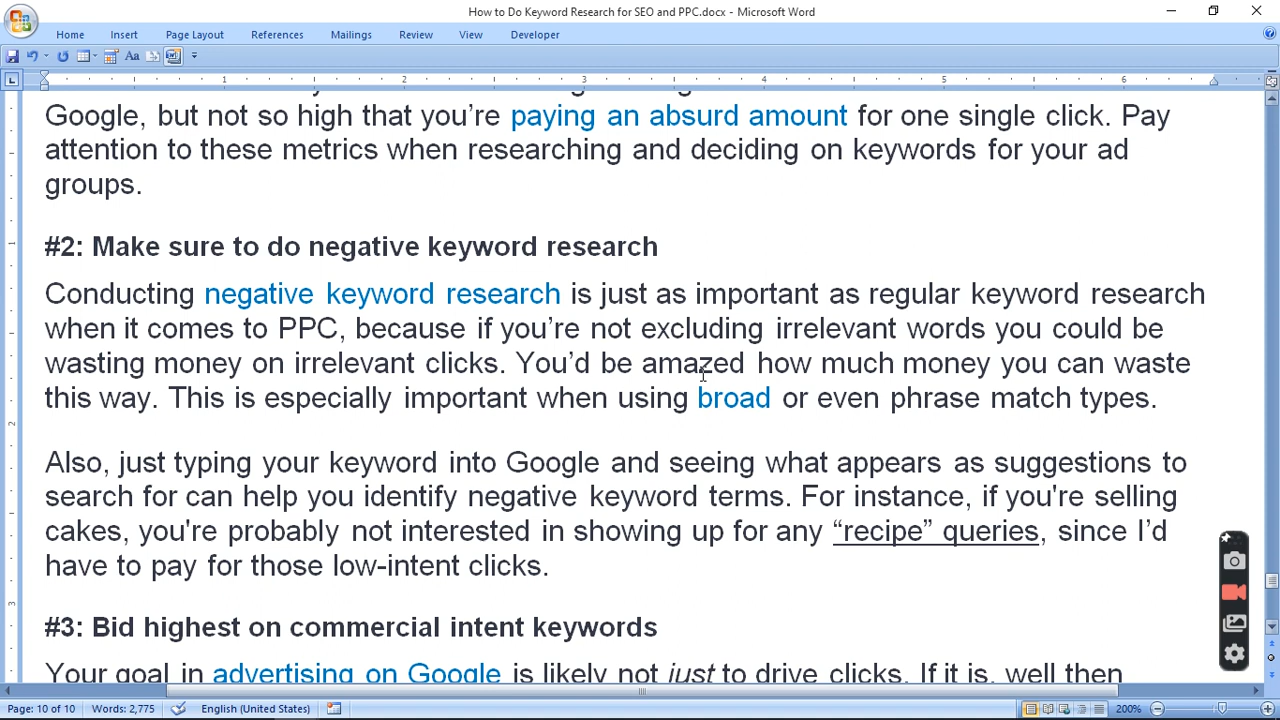 How to Do Keyword Research for SEO and PPC.docx - Microsoft Word
Home Insert Page Layout References Mailings Review View Developer
Aa
1 2 3 4 5 6
Google, but not so high that you’re paying an absurd amount for one single click. Pay
attention to these metrics when researching and deciding on keywords for your ad
groups.
#2: Make sure to do negative keyword research
Conducting negative keyword research is just as important as regular keyword research
when it comes to PPC, because if you’re not excluding irrelevant words you could be
wasting money on irrelevant clicks. You’d be amazed how much money you can waste
this way. This is especially important when using broad or even phrase match types.
Also, just typing your keyword into Google and seeing what appears as suggestions to
search for can help you identify negative keyword terms. For instance, if you're selling
cakes, you're probably not interested in showing up for any “recipe” queries, since I’d
have to pay for those low-intent clicks.
#3: Bid highest on commercial intent keywords
Your goal in advertising on Google is likely not just to drive clicks. If it is, well then
Page: 10 of 10 Words: 2,775 English (United States) 200%